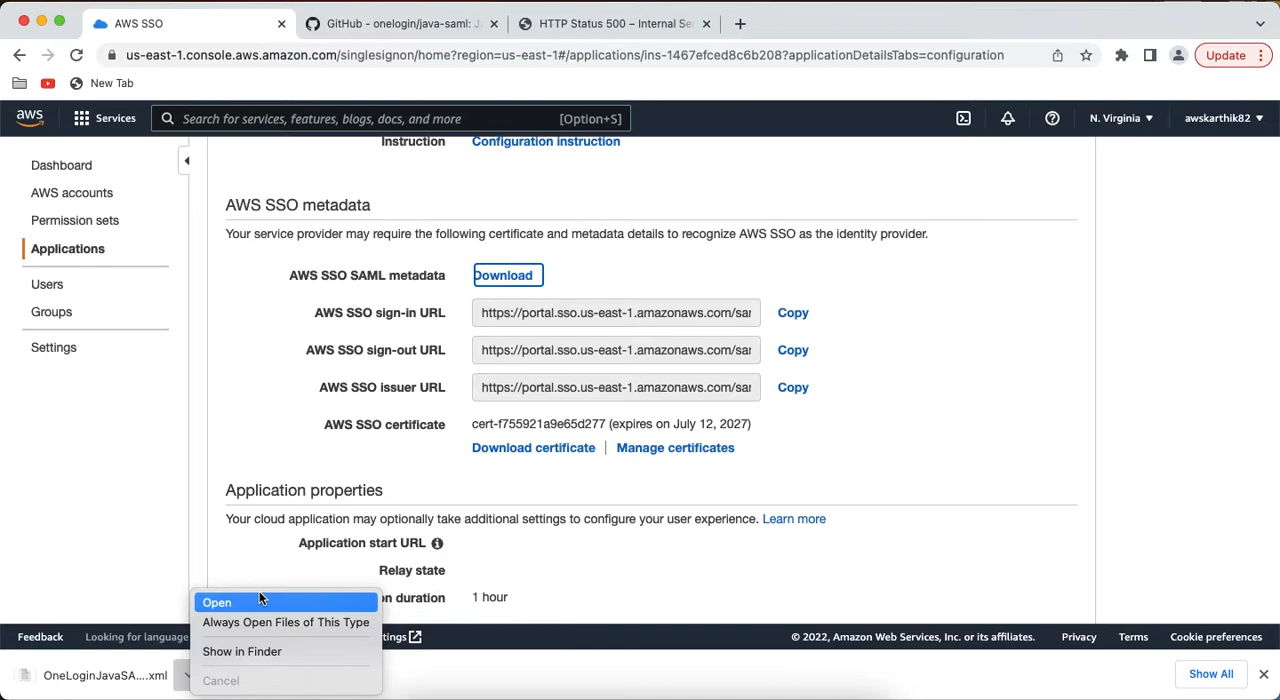 AWS SSO
GitHub - onelogin/java-saml: J
HTTP Status 500 – Internal Se
us-east-1.console.aws.amazon.com/singlesignon/home?region=us-east-1#/applications/ins-1467efced8c6b208?applicationDetailsTabs=configuration
Update
New Tab
aws
Services
Search for services, features, blogs, docs, and more
[Option+S]
N. Virginia
awskarthik82
Dashboard
AWS accounts
Permission sets
Applications
Users
Groups
Settings
Instruction Configuration instruction
AWS SSO metadata
Your service provider may require the following certificate and metadata details to recognize AWS SSO as the identity provider.
AWS SSO SAML metadata Download
AWS SSO sign-in URL https://portal.sso.us-east-1.amazonaws.com/sai Copy
AWS SSO sign-out URL https://portal.sso.us-east-1.amazonaws.com/sai Copy
AWS SSO issuer URL https://portal.sso.us-east-1.amazonaws.com/sai Copy
AWS SSO certificate cert-f755921a9e65d277 (expires on July 12, 2027)
Download certificate | Manage certificates
Application properties
Your cloud application may optionally take additional settings to configure your user experience. Learn more
Application start URL
Relay state
n duration 1 hour
Open
Always Open Files of This Type
Show in Finder
Cancel
Feedback Looking for language tings © 2022, Amazon Web Services, Inc. or its affiliates. Privacy Terms Cookie preferences
OneLoginJavaSA....xml
Show All